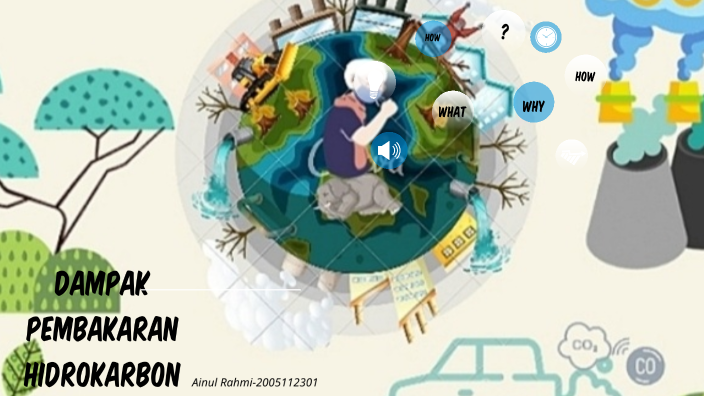 HOW
?
HOW
WHAT
WHY
DAMPAK
PEMBAKARAN
HIDROKARBON
Ainul Rahmi-2005112301
CO₂
CO